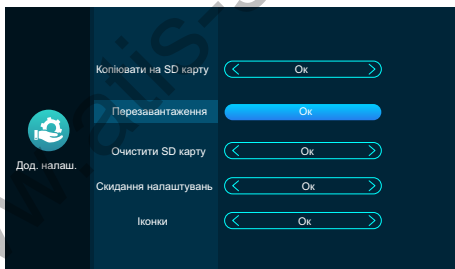 Копіювати на SD карту Ок
Перезавантаження Ок
Очистити SD карту Ок
Дод. налаш.
Скидання налаштувань Ок
Іконки Ок